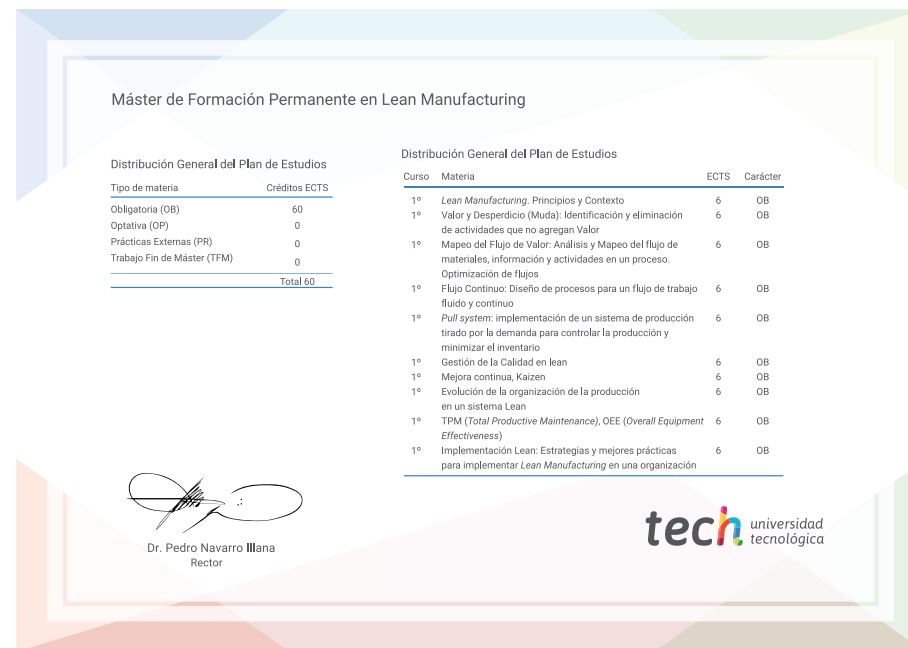 Máster de Formación Permanente en Lean Manufacturing
Distribución General del Plan de Estudios
Tipo de materia Créditos ECTS
Obligatoria (OB) 60
Optativa (OP) 0
Prácticas Externas (PR) 0
Trabajo Fin de Máster (TFM) 0
Total 60
Distribución General del Plan de Estudios
Curso Materia ECTS Carácter
1º Lean Manufacturing. Principios y Contexto 6 OB
1º Valor y Desperdicio (Muda): Identificación y eliminación 6 OB
de actividades que no agregan Valor
1º Mapeo del Flujo de Valor: Análisis y Mapeo del flujo de 6 OB
materiales, información y actividades en un proceso.
Optimización de flujos
1º Flujo Continuo: Diseño de procesos para un flujo de trabajo 6 OB
fluido y continuo
1º Pull system: implementación de un sistema de producción 6 OB
tirado por la demanda para controlar la producción y
minimizar el inventario
1º Gestión de la Calidad en lean 6 OB
1º Mejora continua, Kaizen 6 OB
1º Evolución de la organización de la producción 6 OB
en un sistema Lean
1º TPM (Total Productive Maintenance), OEE (Overall Equipment 6 OB
Effectiveness)
1º Implementación Lean: Estrategias y mejores prácticas 6 OB
para implementar Lean Manufacturing en una organización
Dr. Pedro Navarro Illana
Rector
tech universidad
tecnológica